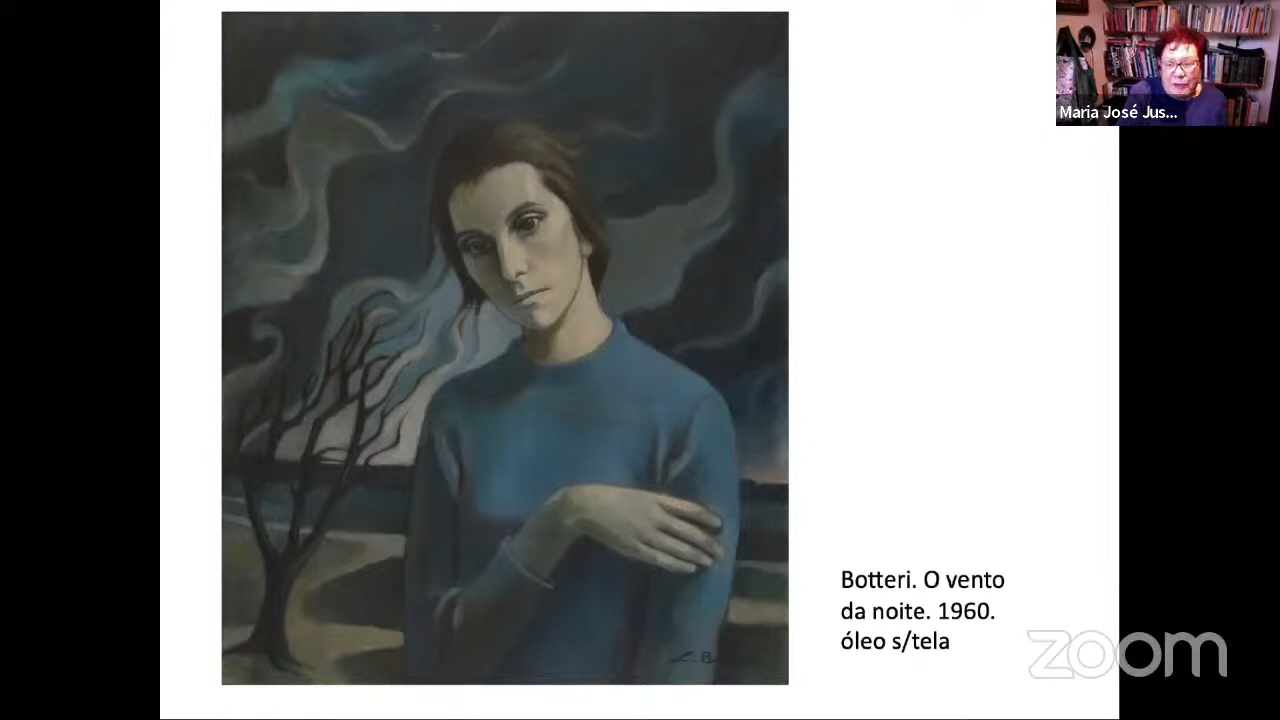 Maria José Jus...
Botteri. O vento
da noite. 1960.
óleo s/tela
zoom